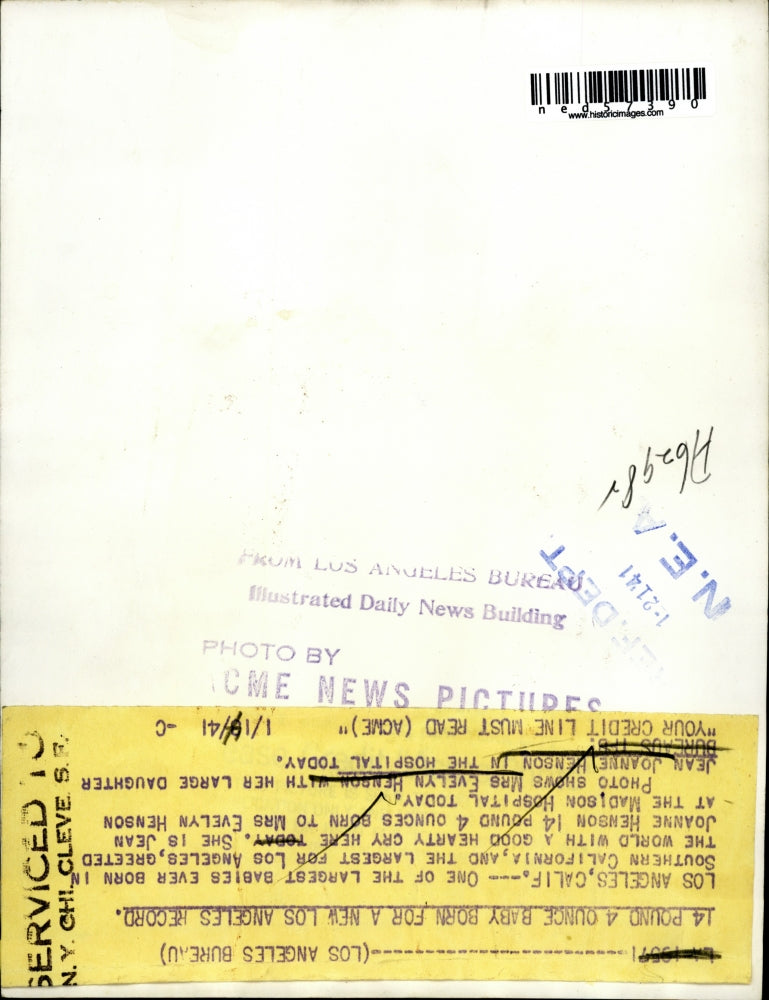 ned57390
www.historicimages.com
N.E.A
REF. DEPT
1-2141
FROM LOS ANGELES BUREAU
Illustrated Daily News Building
PHOTO BY
ACME NEWS PICTURES
SERVICED TO
N.Y. CHI. CLEVE. S.F.
(LOS ANGELES BUREAU)
14 POUND 4 OUNCE BABY BORN FOR A NEW LOS ANGELES RECORD.
LOS ANGELES,CALIF.--- ONE OF THE LARGEST BABIES EVER BORN IN
SOUTHERN CALIFORNIA,AND THE LARGEST FOR LOS ANGELES,GREETED
THE WORLD WITH A GOOD HEARTY CRY HERE TODAY. SHE IS JEAN
JOANNE HENSON 14 POUND 4 OUNCES BORN TO MRS EVELYN HENSON
AT THE MADISON HOSPITAL TODAY.
PHOTO SHOWS MRS EVELYN HENSON WITH HER LARGE DAUGHTER
JEAN JOANNE HENSON IN THE HOSPITAL TODAY.
BUREAUS
"YOUR CREDIT LINE MUST READ (ACME)" 1/19/41 -C